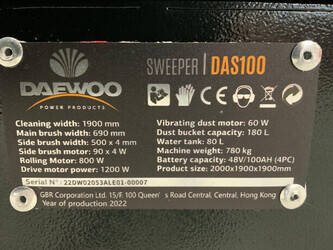 DAEWOO
POWER PRODUCTS
SWEEPER | DAS100
Cleaning width: 1900 mm
Main brush width: 690 mm
Side brush width: 500 x 4 mm
Side brush motor: 90 x 4 W
Rolling Motor: 800 W
Drive motor power: 1200 W
Vibrating dust motor: 60 W
Dust bucket capacity: 180 L
Water tank: 80 L
Machine weight: 780 kg
Battery capacity: 48V/100AH (4PC)
Product size: 2000x1900x1900mm
Serial N°: 22DW02053ALE01-00007
GBR Corporation Ltd. 15/F. 100 Queen's Road Central, Central, Hong Kong
Year of production 2022